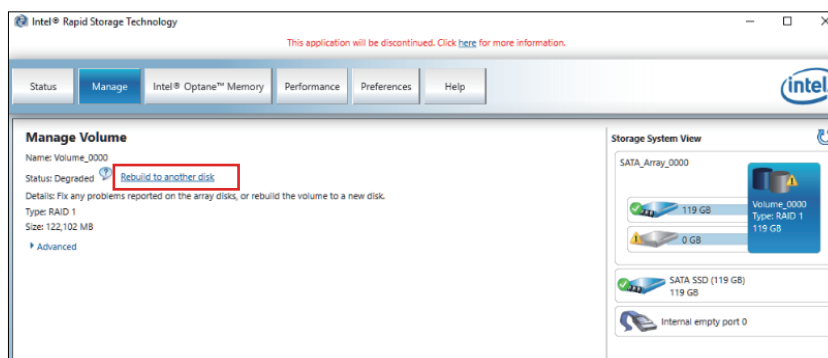 Intel® Rapid Storage Technology
This application will be discontinued. Click here for more information.
Status
Manage
Intel® Optane™ Memory
Performance
Preferences
Help
intel
Manage Volume
Name: Volume_0000
Status: Degraded ? Rebuild to another disk
Details: Fix any problems reported on the array disks, or rebuild the volume to a new disk.
Type: RAID 1
Size: 122,102 MB
Advanced
Storage System View
SATA_Array_0000
119 GB
0 GB
Volume_0000
Type: RAID 1
119 GB
SATA SSD (119 GB)
119 GB
Internal empty port 0